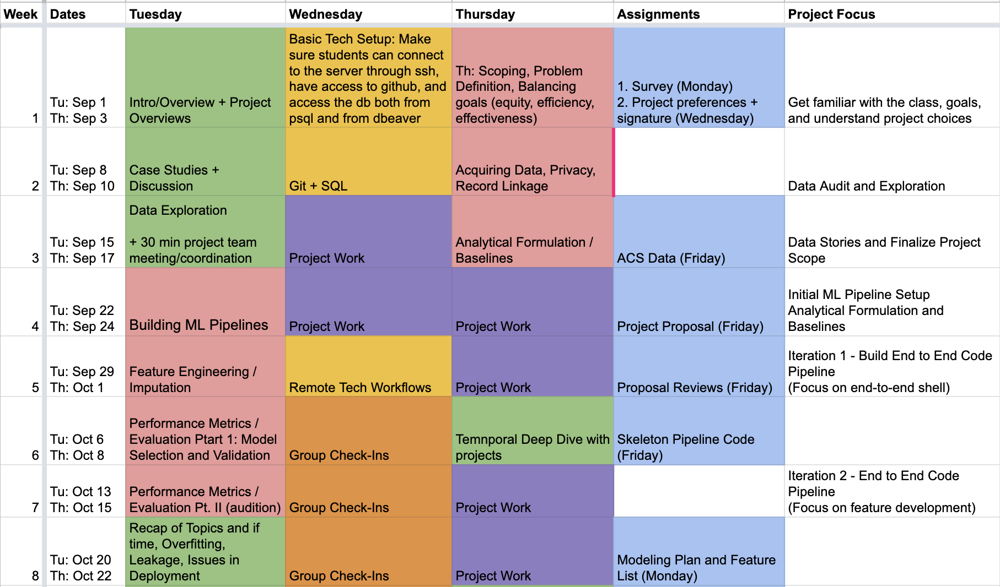 Week Dates Tuesday Wednesday Thursday Assignments Project Focus
1
Tu: Sep 1
Th: Sep 3
Intro/Overview + Project
Overviews
Basic Tech Setup: Make
sure students can connect
to the server through ssh,
have access to github, and
access the db both from
psql and from dbeaver
Th: Scoping, Problem
Definition, Balancing
goals (equity, efficiency,
effectiveness)
1. Survey (Monday)
2. Project preferences +
signature (Wednesday)
Get familiar with the class, goals,
and understand project choices
2
Tu: Sep 8
Th: Sep 10
Case Studies +
Discussion
Git + SQL
Acquiring Data, Privacy,
Record Linkage
Data Audit and Exploration
3
Tu: Sep 15
Th: Sep 17
Data Exploration
+ 30 min project team
meeting/coordination
Project Work
Analytical Formulation /
Baselines
ACS Data (Friday)
Data Stories and Finalize Project
Scope
4
Tu: Sep 22
Th: Sep 24
Building ML Pipelines
Project Work
Project Work
Project Proposal (Friday)
Initial ML Pipeline Setup
Analytical Formulation and
Baselines
5
Tu: Sep 29
Th: Oct 1
Feature Engineering /
Imputation
Remote Tech Workflows
Project Work
Proposal Reviews (Friday)
Iteration 1 - Build End to End Code
Pipeline
(Focus on end-to-end shell)
6
Tu: Oct 6
Th: Oct 8
Performance Metrics /
Evaluation Ptart 1: Model
Selection and Validation
Group Check-Ins
Temnporal Deep Dive with
projects
Skeleton Pipeline Code
(Friday)
7
Tu: Oct 13
Th: Oct 15
Performance Metrics /
Evaluation Pt. II (audition)
Group Check-Ins
Project Work
Iteration 2 - End to End Code
Pipeline
(Focus on feature development)
8
Tu: Oct 20
Th: Oct 22
Recap of Topics and if
time, Overfitting,
Leakage, Issues in
Deployment
Group Check-Ins
Project Work
Modeling Plan and Feature
List (Monday)